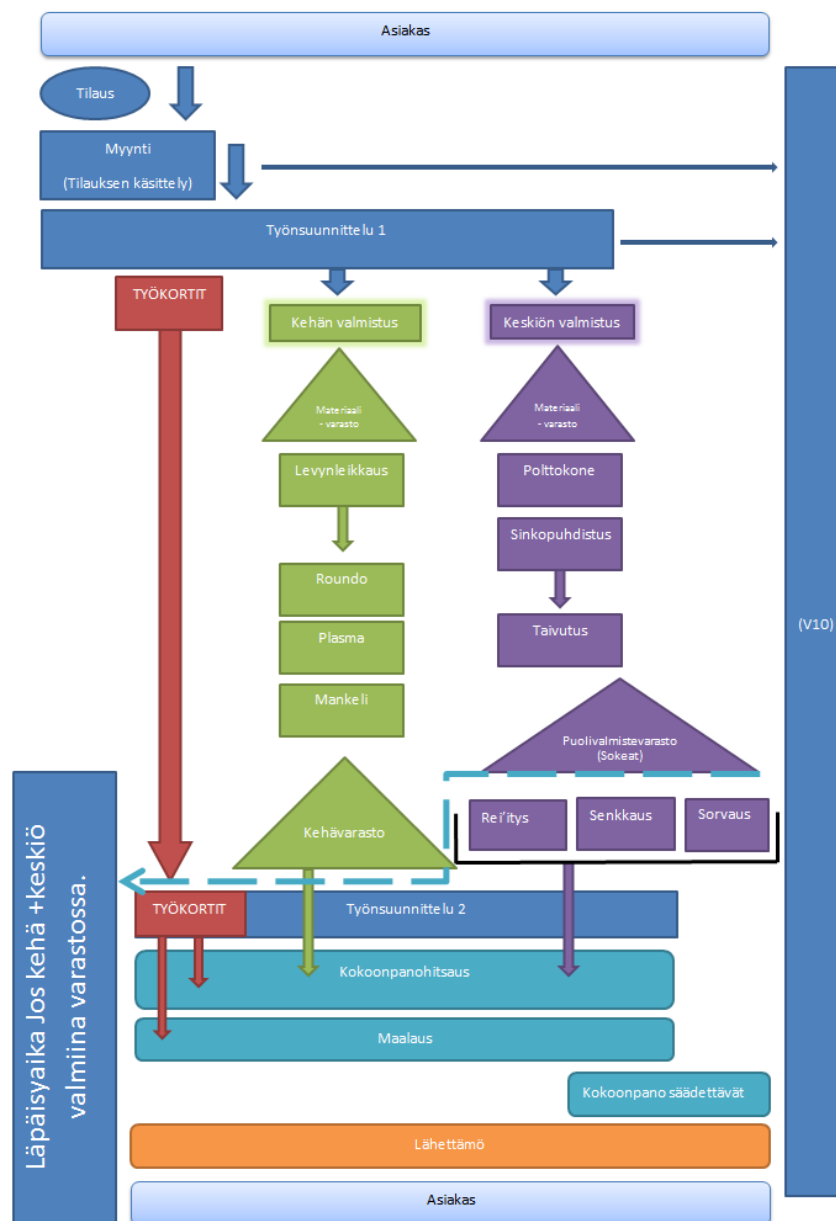 Asiakas
Tilaus
Myynti
(Tilauksen käsittely)
Työnsuunnittelu 1
TYÖKORTIT
Kehän valmistus
Keskiön valmistus
Materiaali
- varasto
Materiaali
- varasto
Levynleikkaus
Polttokone
Sinkopuhdistus
Roundo
Taivutus
Plasma
(V10)
Mankeli
Puolivalmistevarasto
(Sokeat)
Rei´itys
Senkkaus
Sorvaus
Kehävarasto
Läpäisyaika Jos kehä +keskiö
valmiina varastossa.
TYÖKORTIT
Työnsuunnittelu 2
Kokoonpanohitsaus
Maalaus
Kokoonpano säädettävät
Lähettämö
Asiakas